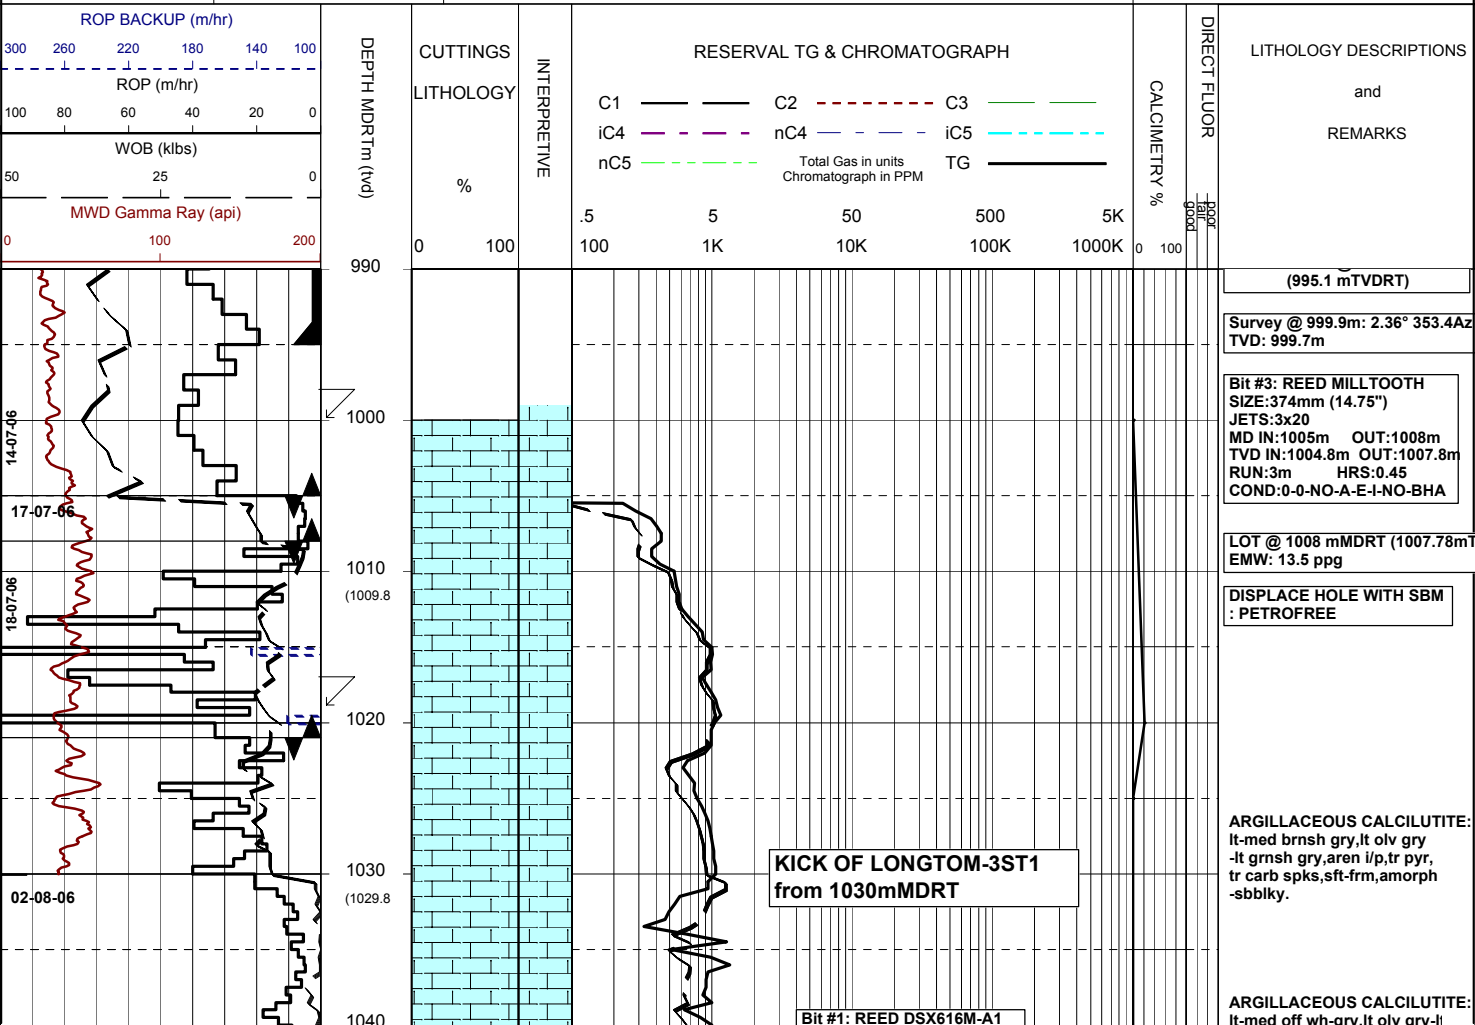 ROP BACKUP (m/hr)
300 260 220 180 140 100
ROP (m/hr)
100 80 60 40 20 0
WOB (klbs)
50 25 0
MWD Gamma Ray (api)
0 100 200
DEPTH MDRTm (tvd)
CUTTINGS
LITHOLOGY
%
0 100
INTERPRETIVE
RESERVAL TG & CHROMATOGRAPH
C1 C2 C3
iC4 nC4 iC5
nC5 Total Gas in units TG
Chromatograph in PPM
.5 5 50 500 5K
100 1K 10K 100K 1000K
CALCIMETRY %
0 100
DIRECT FLUOR
good
fair
poor
LITHOLOGY DESCRIPTIONS
and
REMARKS
990
(995.1 mTVDRT)
Survey @ 999.9m: 2.36° 353.4Az
TVD: 999.7m
Bit #3: REED MILLTOOTH
SIZE:374mm (14.75")
JETS:3x20
MD IN:1005m OUT:1008m
TVD IN:1004.8m OUT:1007.8m
RUN:3m HRS:0.45
COND:0-0-NO-A-E-I-NO-BHA
1000
14-07-06
17-07-06
LOT @ 1008 mMDRT (1007.78mT
EMW: 13.5 ppg
1010
(1009.8
18-07-06
DISPLACE HOLE WITH SBM
: PETROFREE
1020
ARGILLACEOUS CALCILUTITE:
lt-med brnsh gry,lt olv gry
-lt grnsh gry,aren i/p,tr pyr,
tr carb spks,sft-frm,amorph
-sbblky.
1030
(1029.8
02-08-06
KICK OF LONGTOM-3ST1
from 1030mMDRT
1040
Bit #1: REED DSX616M-A1
ARGILLACEOUS CALCILUTITE:
lt-med off wh-gry,lt olv gry-lt